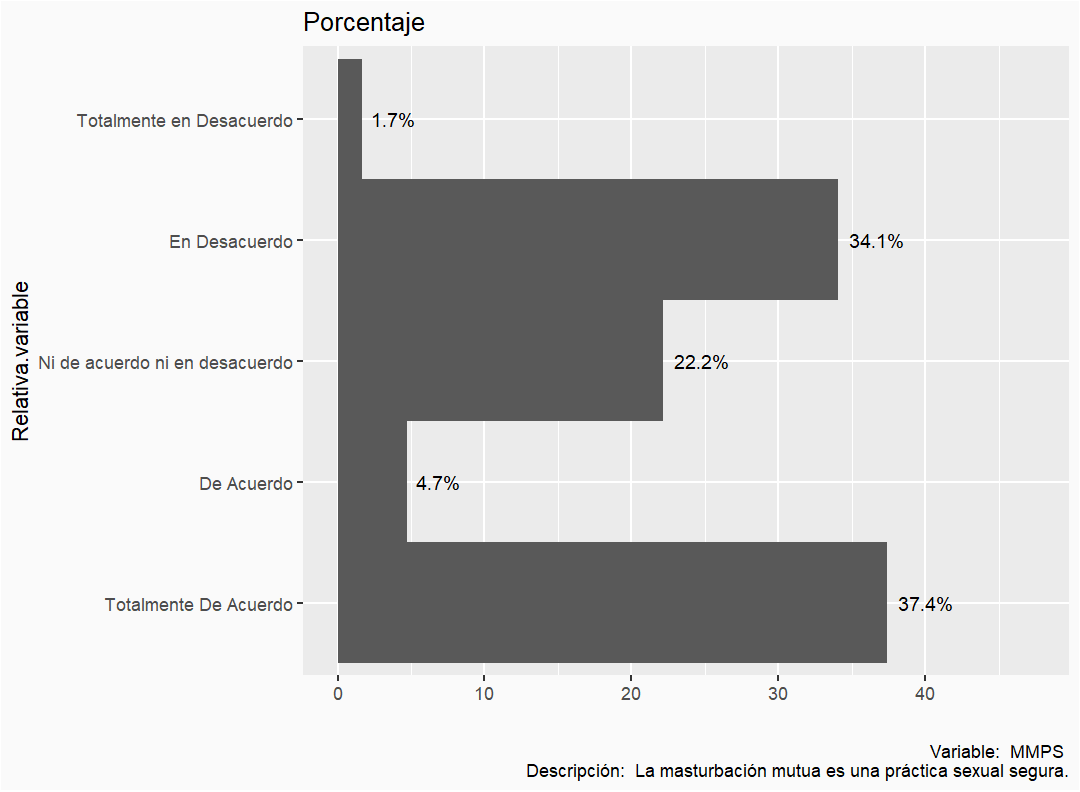 Porcentaje
Totalmente en Desacuerdo
1.7%
En Desacuerdo
34.1%
Relativa.variable
Ni de acuerdo ni en desacuerdo
22.2%
De Acuerdo
4.7%
Totalmente De Acuerdo
37.4%
0 10 20 30 40
Variable: MMPS
Descripción: La masturbación mutua es una práctica sexual segura.